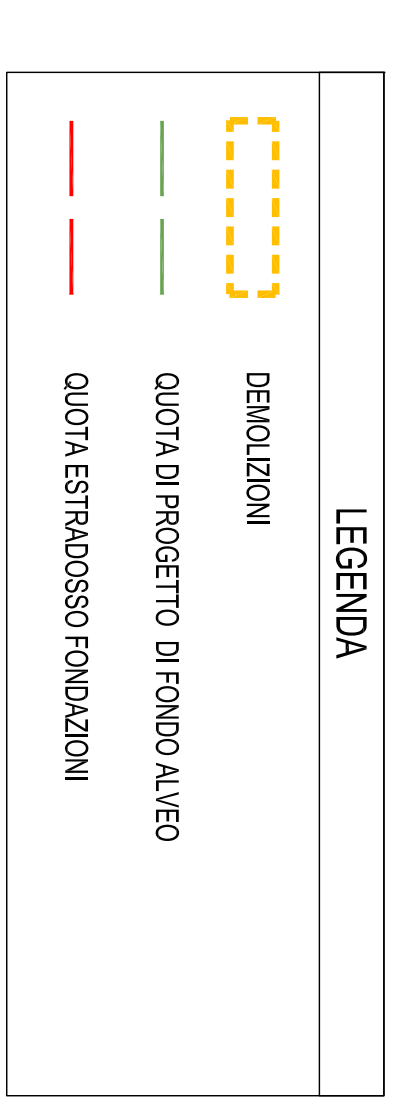 LEGENDA
DEMOLIZIONI
QUOTA DI PROGETTO DI FONDO ALVEO
QUOTA ESTRADOSSO FONDAZIONI